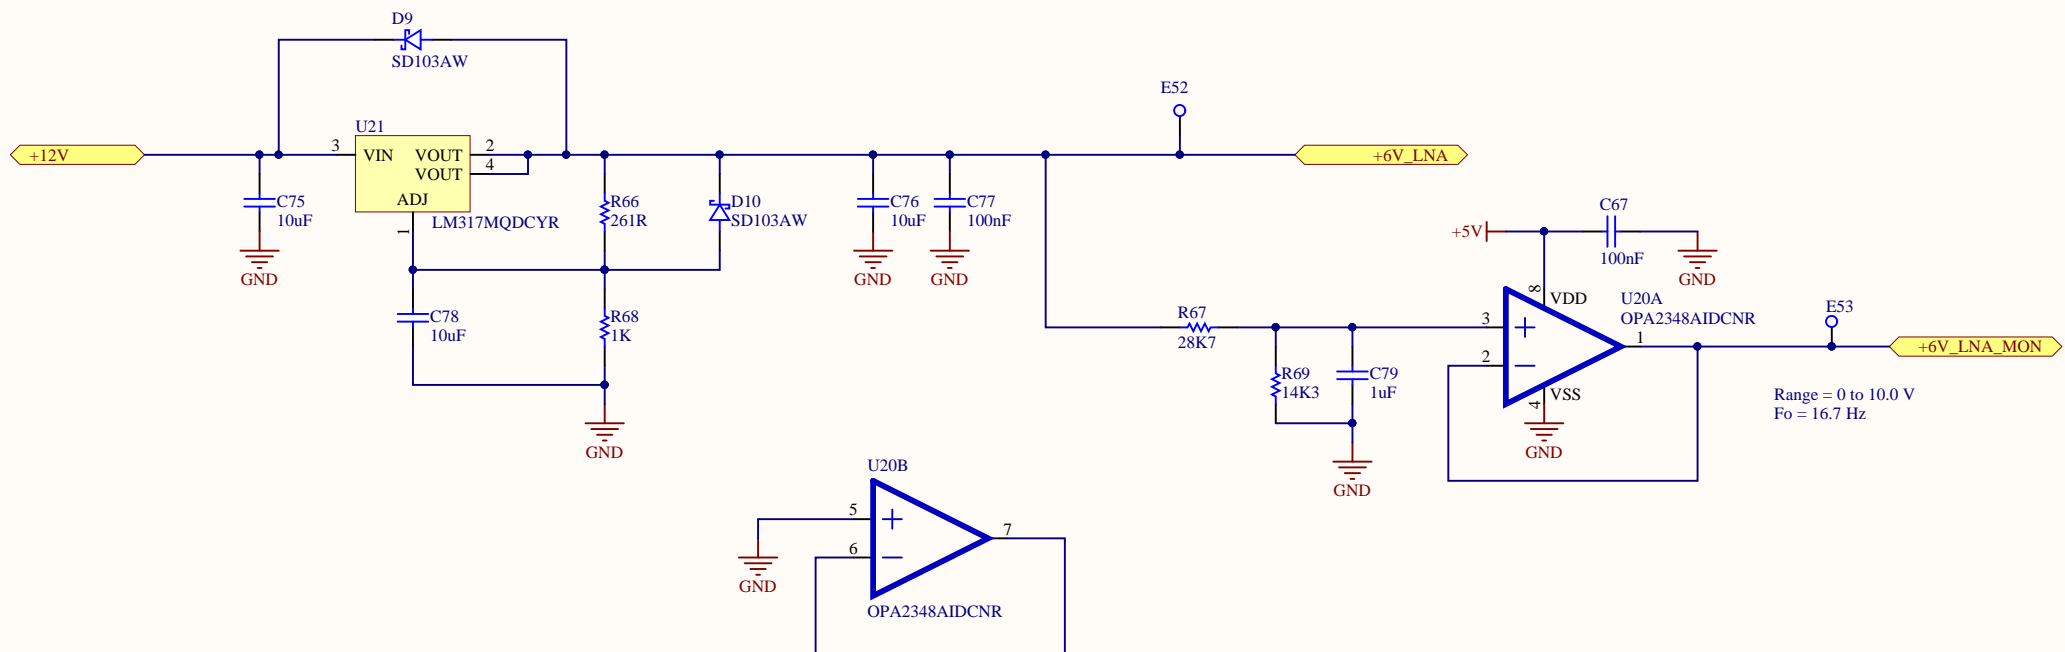 D9
SD103AW
+12V
C75
10uF
GND
U21
3
VIN
VOUT
2
VOUT
4
ADJ
1
LM317MQDCYR
R66
261R
D10
SD103AW
C76
10uF
GND
C77
100nF
GND
E52
+6V_LNA
C78
10uF
R68
1K
GND
R67
28K7
R69
14K3
C79
1uF
GND
+5V
C67
100nF
GND
8
VDD
U20A
OPA2348AIDCNR
3
2
1
4
VSS
GND
E53
+6V_LNA_MON
Range = 0 to 10.0 V
Fo = 16.7 Hz
U20B
5
6
7
GND
OPA2348AIDCNR